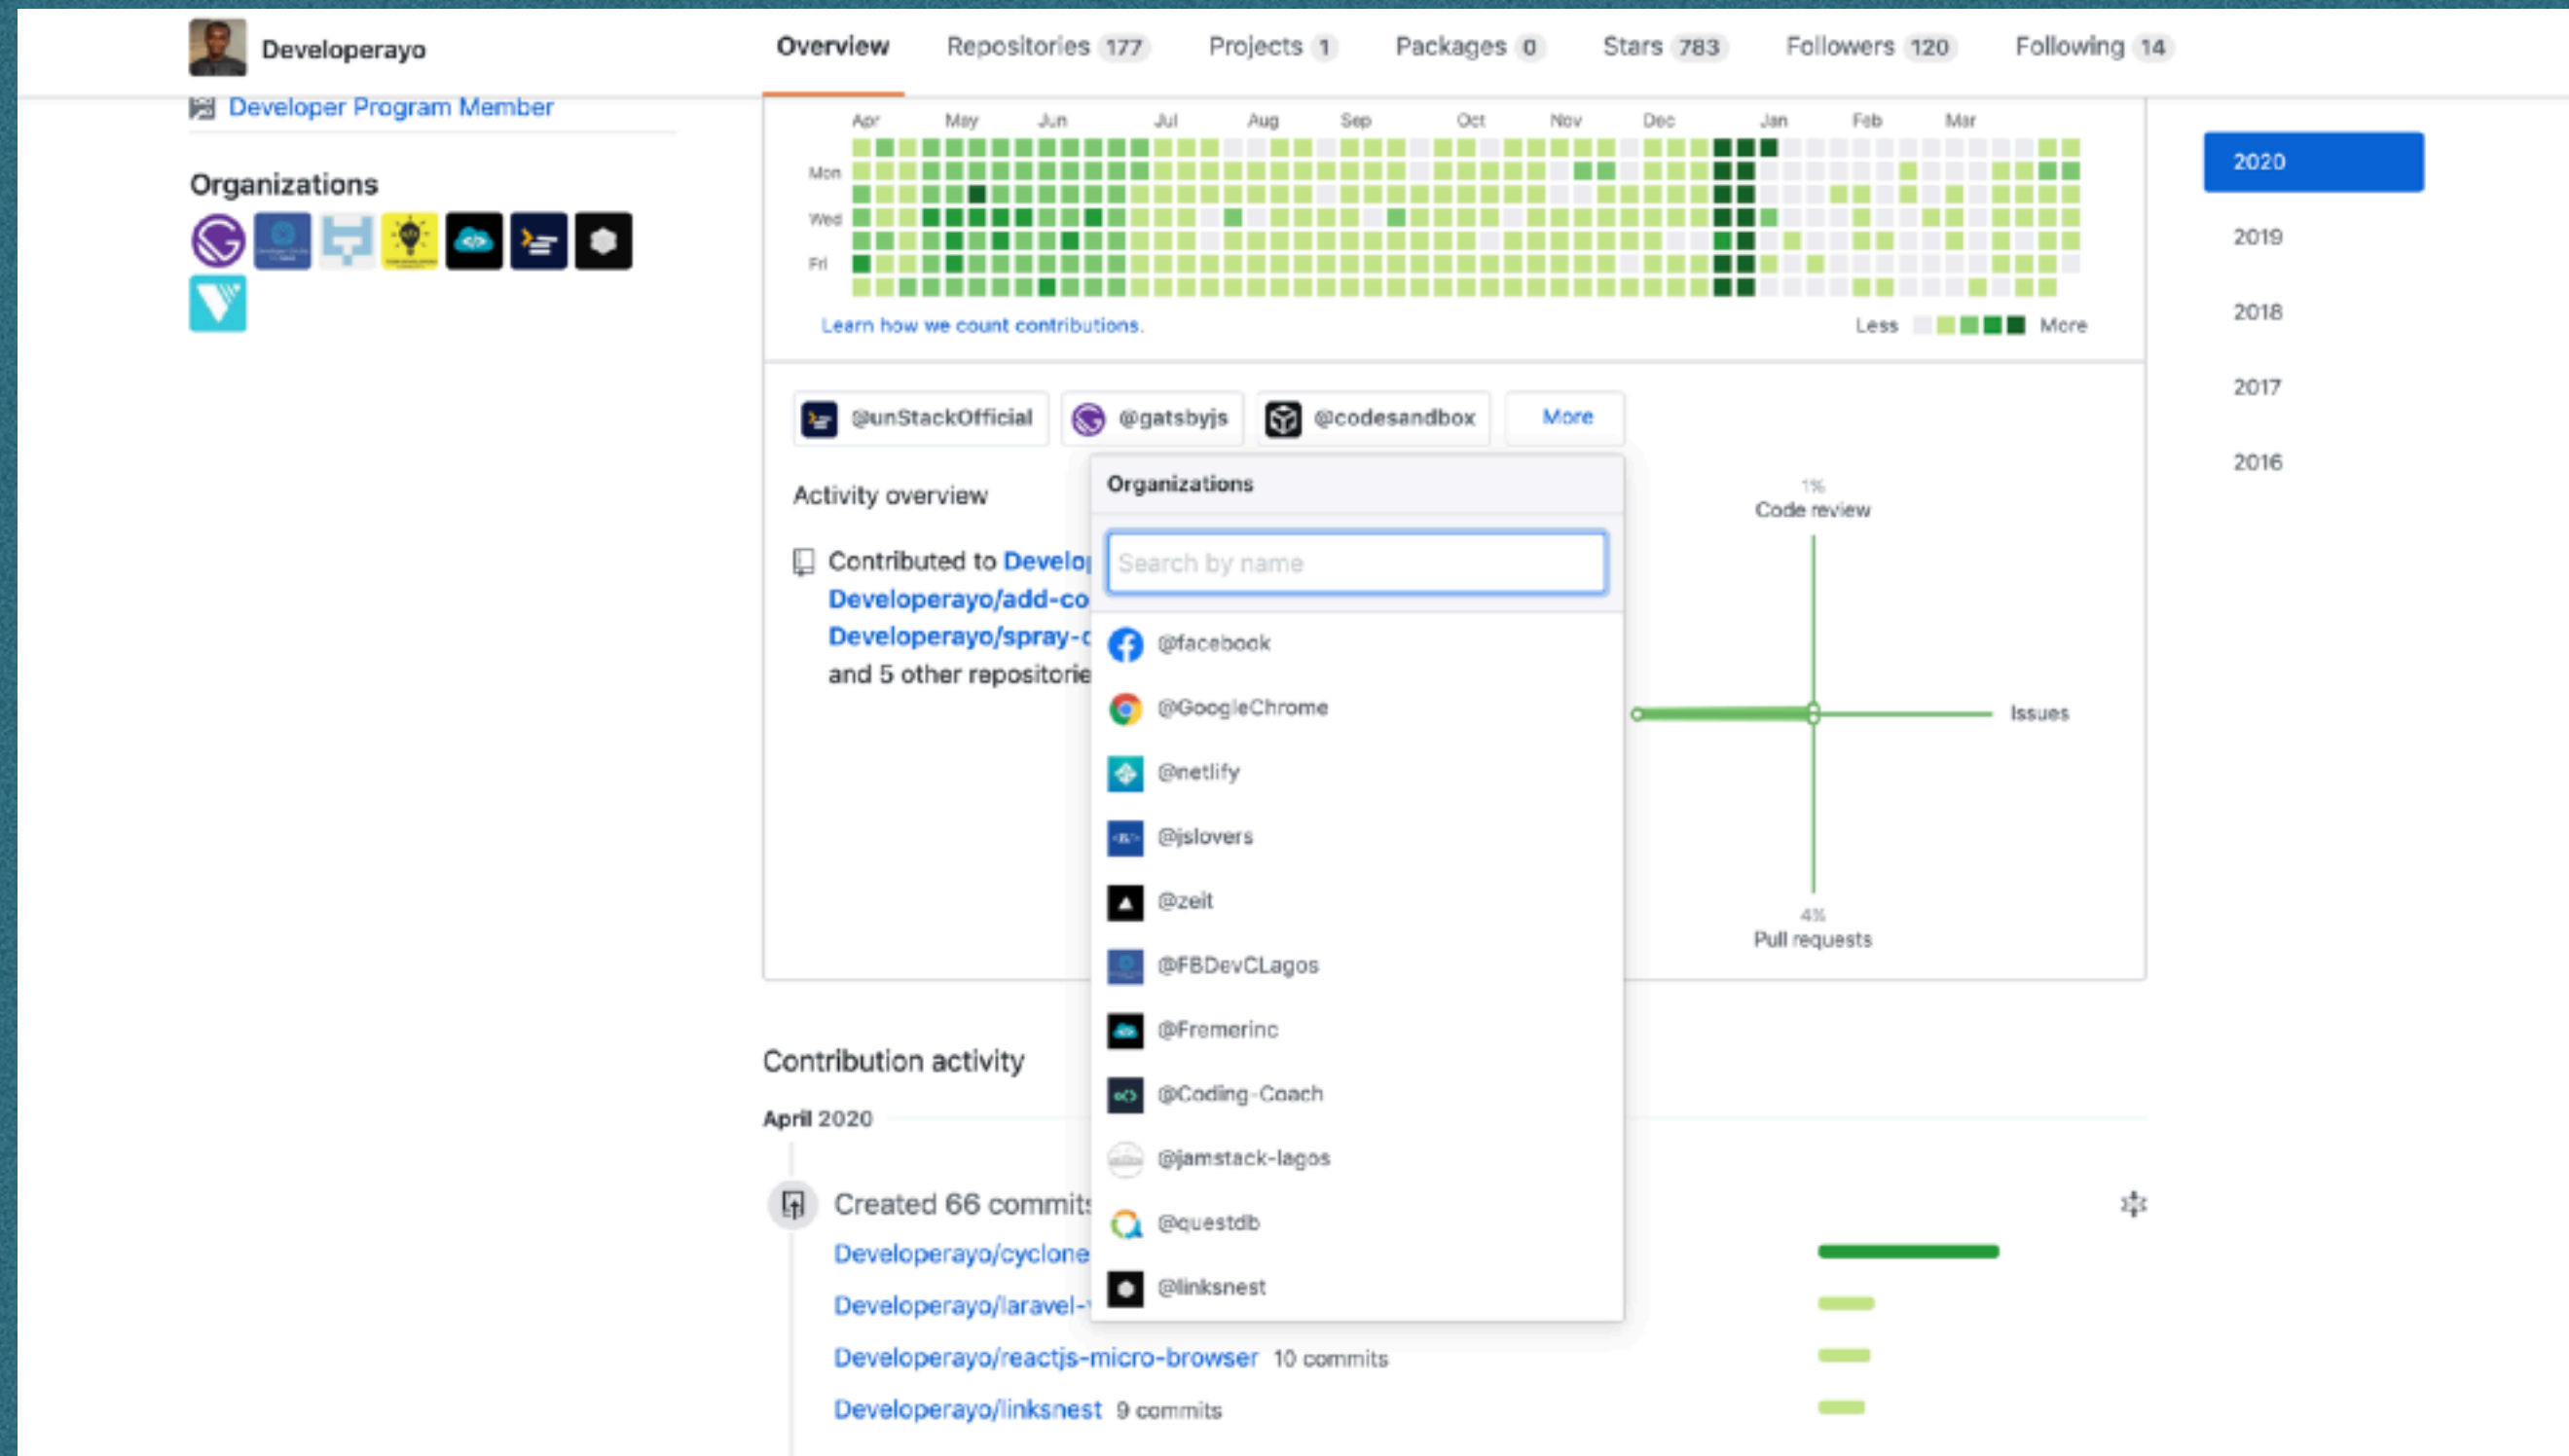 Developerayo
Overview Repositories 177 Projects 1 Packages 0 Stars 783 Followers 120 Following 14
Developer Program Member
Organizations
Apr May Jun Jul Aug Sep Oct Nov Dec Jan Feb Mar
Mon
Wed
Fri
Learn how we count contributions.
Less More
2020
2019
2018
2017
2016
@unStackOfficial @gatsbyjs @codesandbox More
Activity overview
Contributed to Develop
Developerayo/add-co
Developerayo/spray-c
and 5 other repositorie
Organizations
Search by name
@facebook
@GoogleChrome
@netlify
@jslovers
@zeit
@FBDevCLagos
@Fremerinc
@Coding-Coach
@jamstack-lagos
@questdb
@linksnest
1%
Code review
Issues
4%
Pull requests
Contribution activity
April 2020
Created 66 commits
Developerayo/cyclone
Developerayo/laravel-
Developerayo/reactjs-micro-browser 10 commits
Developerayo/linksnest 9 commits